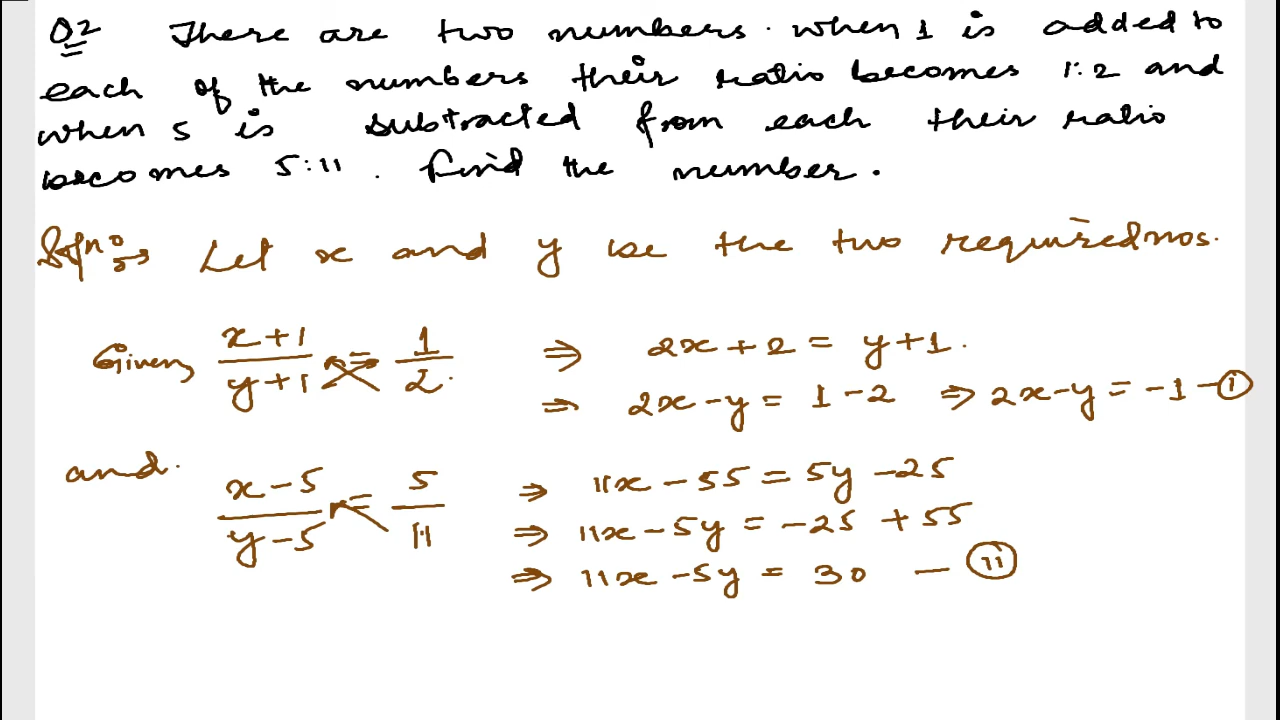 Q2 There are two numbers. when 1 is added to
each of the numbers their ratio becomes 1:2 and
when 5 is subtracted from each their ratio
becomes 5:11. find the number.
Solⁿ: → Let x and y be the two required nos.
Given, (x+1)/(y+1) = 1/2 ⇒ 2x + 2 = y + 1.
⇒ 2x - y = 1 - 2 ⇒ 2x - y = -1 - (i)
and. (x-5)/(y-5) = 5/11 ⇒ 11x - 55 = 5y - 25
⇒ 11x - 5y = -25 + 55
⇒ 11x - 5y = 30 - (ii)